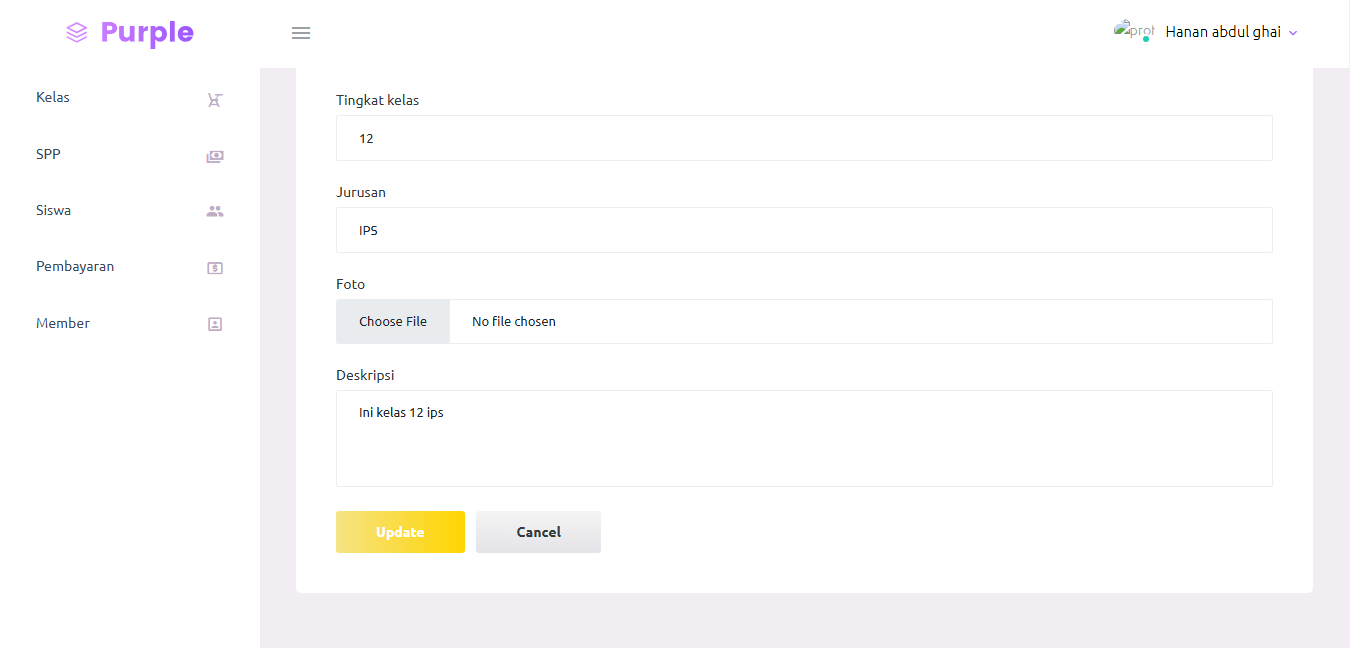 Purple
prot
Hanan abdul ghai
Kelas
SPP
Siswa
Pembayaran
Member
Tingkat kelas
12
Jurusan
IPS
Foto
Choose File
No file chosen
Deskripsi
Ini kelas 12 ips
Update
Cancel